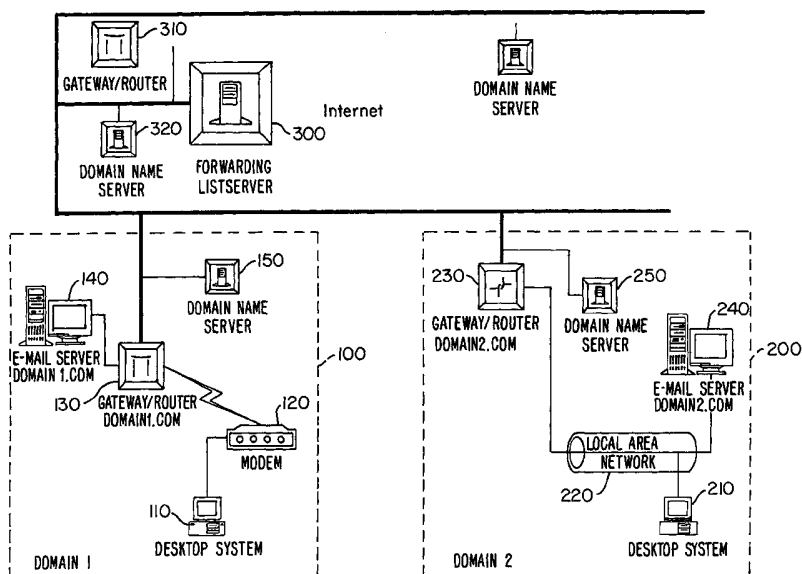 310
GATEWAY/ROUTER
320
DOMAIN NAME
SERVER
300
FORWARDING
LISTSERVER
Internet
DOMAIN NAME
SERVER
140
E-MAIL SERVER
DOMAIN 1.COM
150
DOMAIN NAME
SERVER
130
GATEWAY/ROUTER
DOMAIN1.COM
100
120
MODEM
110
DESKTOP SYSTEM
DOMAIN 1
230
GATEWAY/ROUTER
DOMAIN2.COM
250
DOMAIN NAME
SERVER
240
E-MAIL SERVER
DOMAIN2.COM
200
LOCAL AREA
NETWORK
220
210
DESKTOP SYSTEM
DOMAIN 2